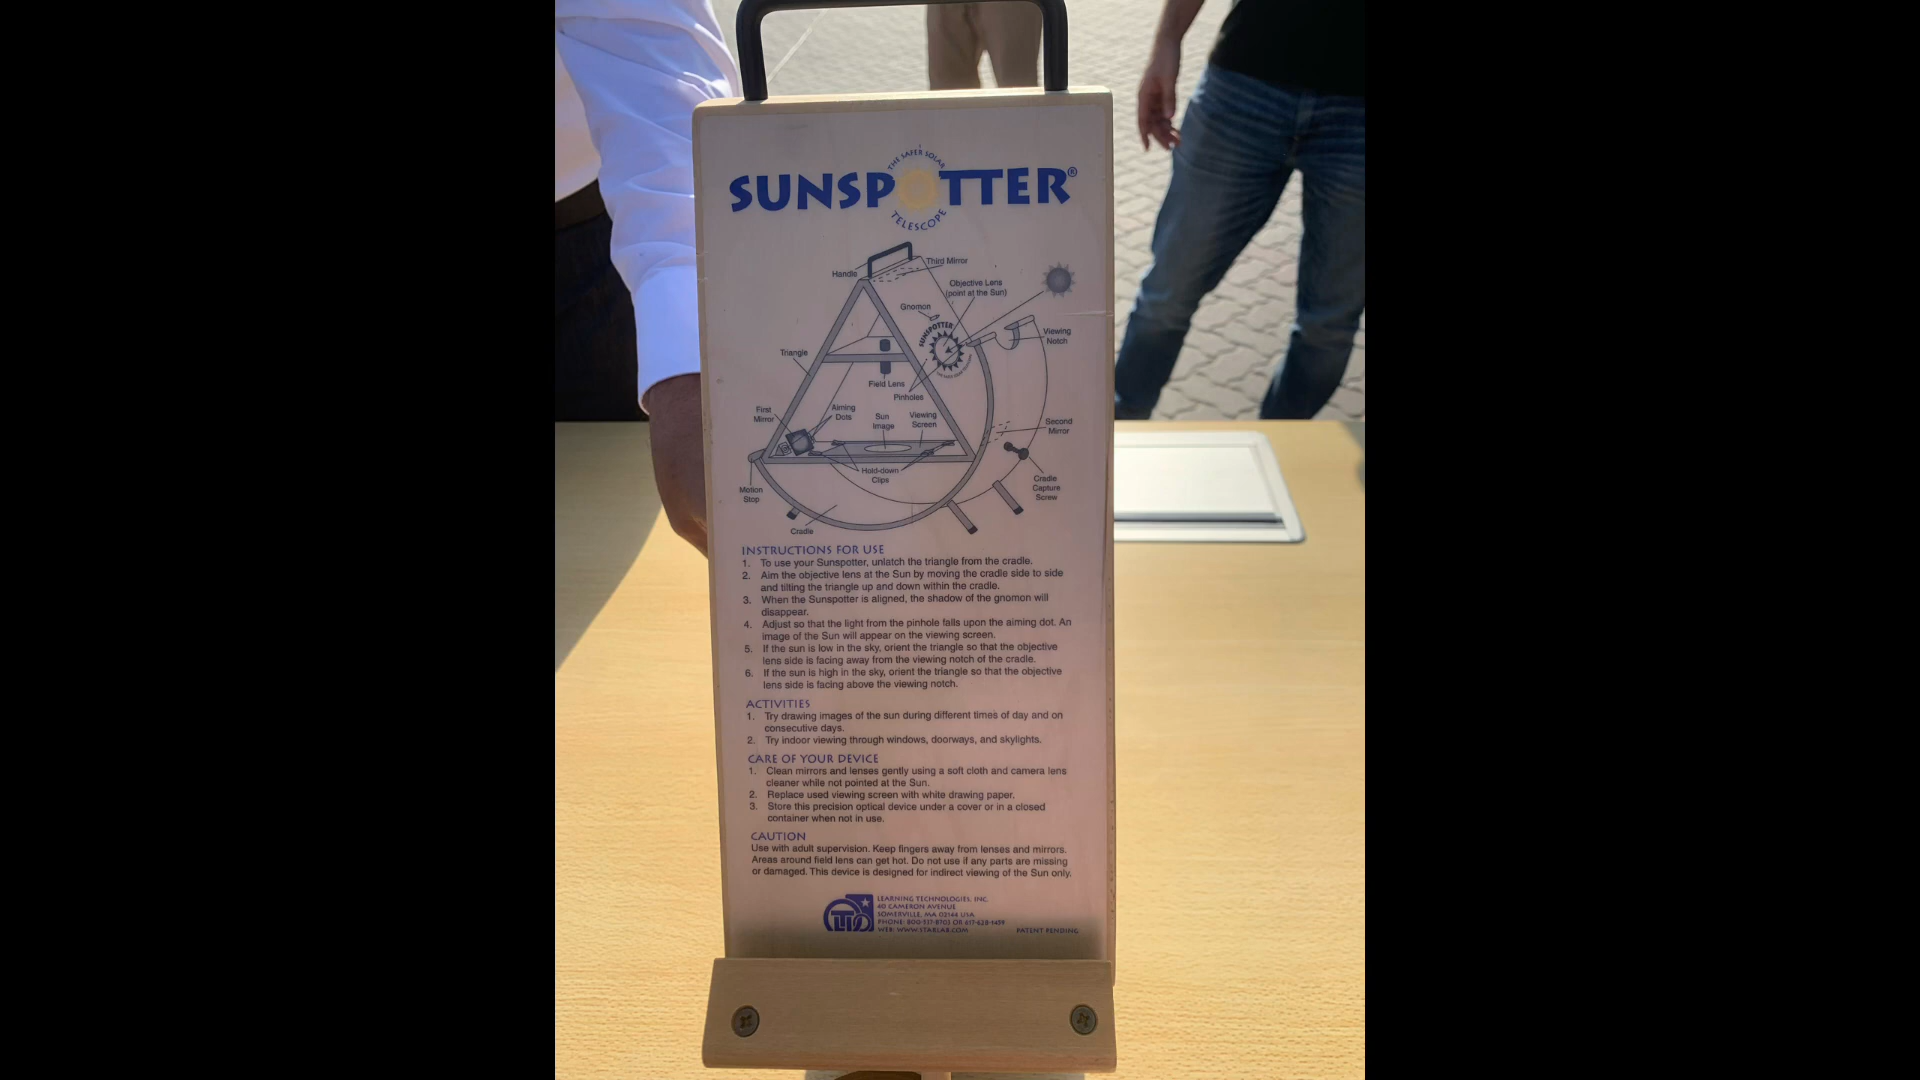 THE SAFER SOLAR
SUNSPOTTER®
TELESCOPE
Handle
Third Mirror
Objective Lens
(point at the Sun)
Gnomon
SUNSPOTTER
Viewing
Notch
Triangle
Field Lens
Pinholes
First
Mirror
Aiming
Dots
Sun
Image
Viewing
Screen
Second
Mirror
Hold-down
Clips
Motion
Stop
Cradle
Capture
Screw
Cradle
INSTRUCTIONS FOR USE
1. To use your Sunspotter, unlatch the triangle from the cradle.
2. Aim the objective lens at the Sun by moving the cradle side to side
and tilting the triangle up and down within the cradle.
3. When the Sunspotter is aligned, the shadow of the gnomon will
disappear.
4. Adjust so that the light from the pinhole falls upon the aiming dot. An
image of the Sun will appear on the viewing screen.
5. If the sun is low in the sky, orient the triangle so that the objective
lens side is facing away from the viewing notch of the cradle.
6. If the sun is high in the sky, orient the triangle so that the objective
lens side is facing above the viewing notch.
ACTIVITIES
1. Try drawing images of the sun during different times of day and on
consecutive days.
2. Try indoor viewing through windows, doorways, and skylights.
CARE OF YOUR DEVICE
1. Clean mirrors and lenses gently using a soft cloth and camera lens
cleaner while not pointed at the Sun.
2. Replace used viewing screen with white drawing paper.
3. Store this precision optical device under a cover or in a closed
container when not in use.
CAUTION
Use with adult supervision. Keep fingers away from lenses and mirrors.
Areas around field lens can get hot. Do not use if any parts are missing
or damaged. This device is designed for indirect viewing of the Sun only.
LTI
LEARNING TECHNOLOGIES, INC.
40 CAMERON AVENUE
SOMERVILLE, MA 02144 USA
PHONE: 800-537-8703 OR 617-628-1459
WEB: WWW.STARLAB.COM
PATENT PENDING